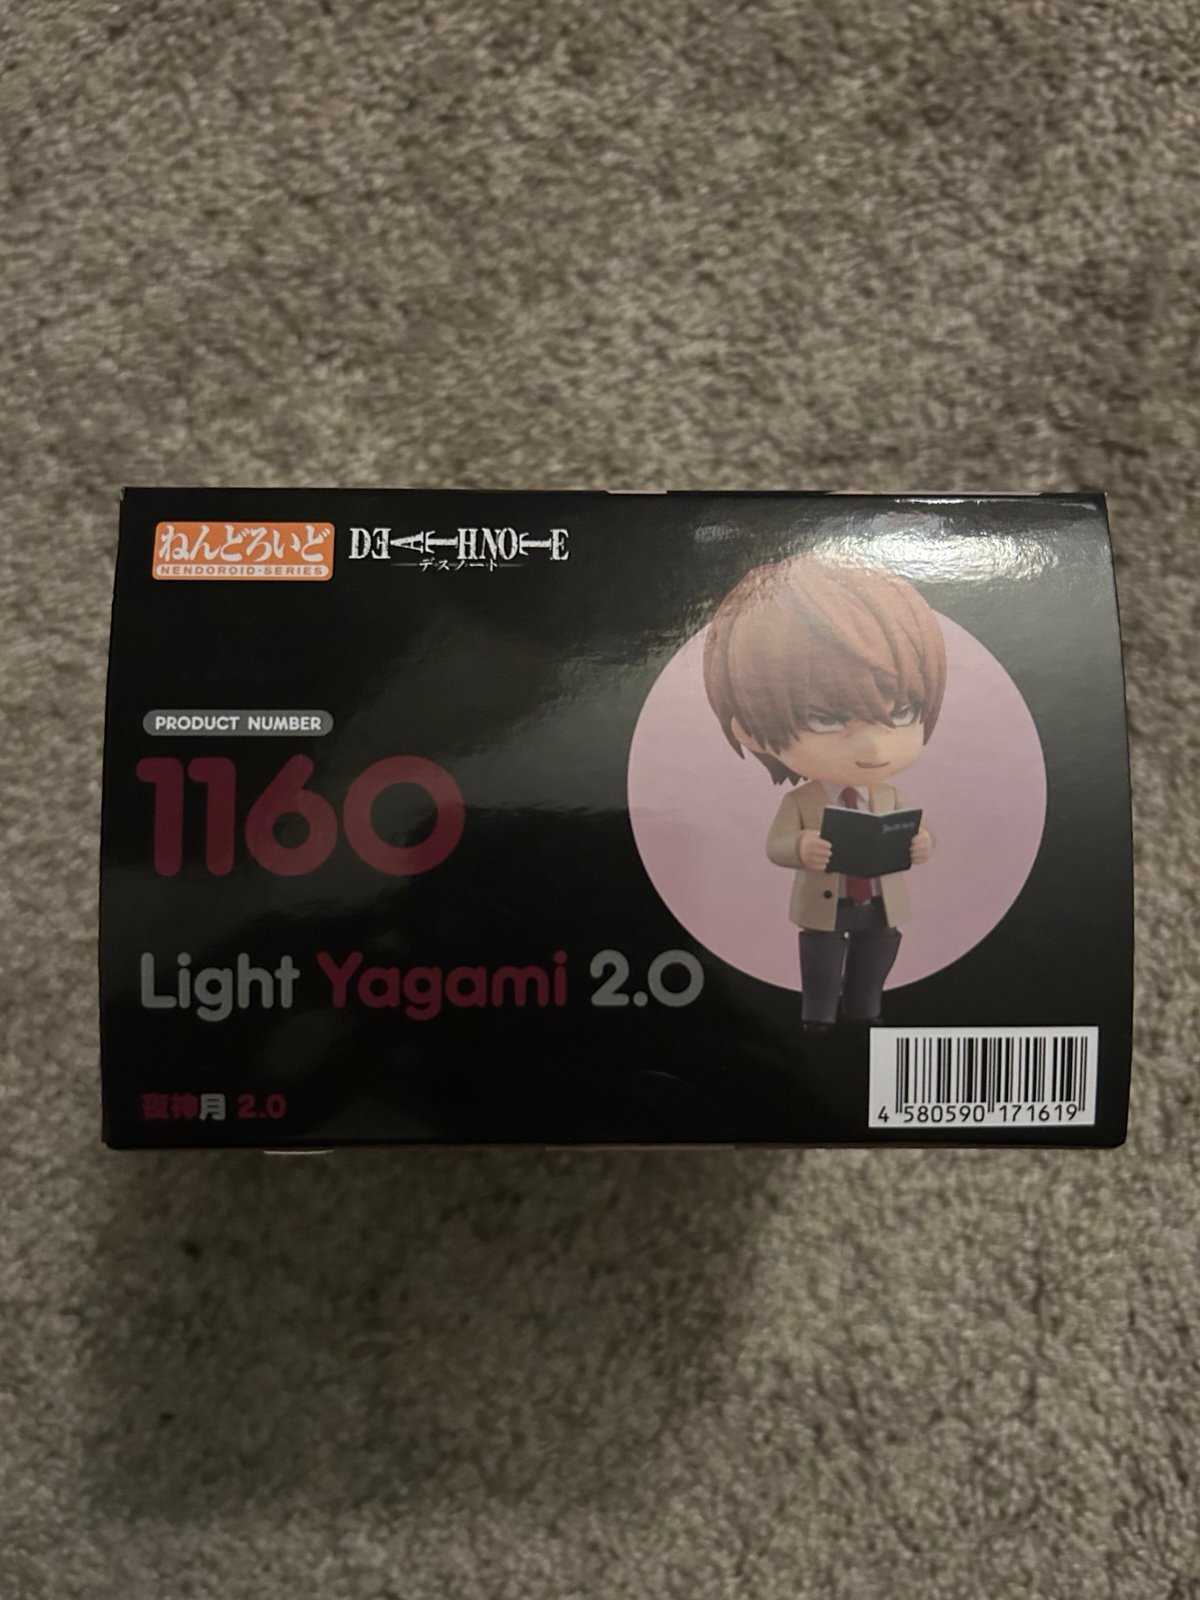 ねんどろいど
NENDOROID-SERIES
DEATH NOTE
デスノート
PRODUCT NUMBER
1160
Light Yagami 2.0
夜神月 2.0
4 580590 171619